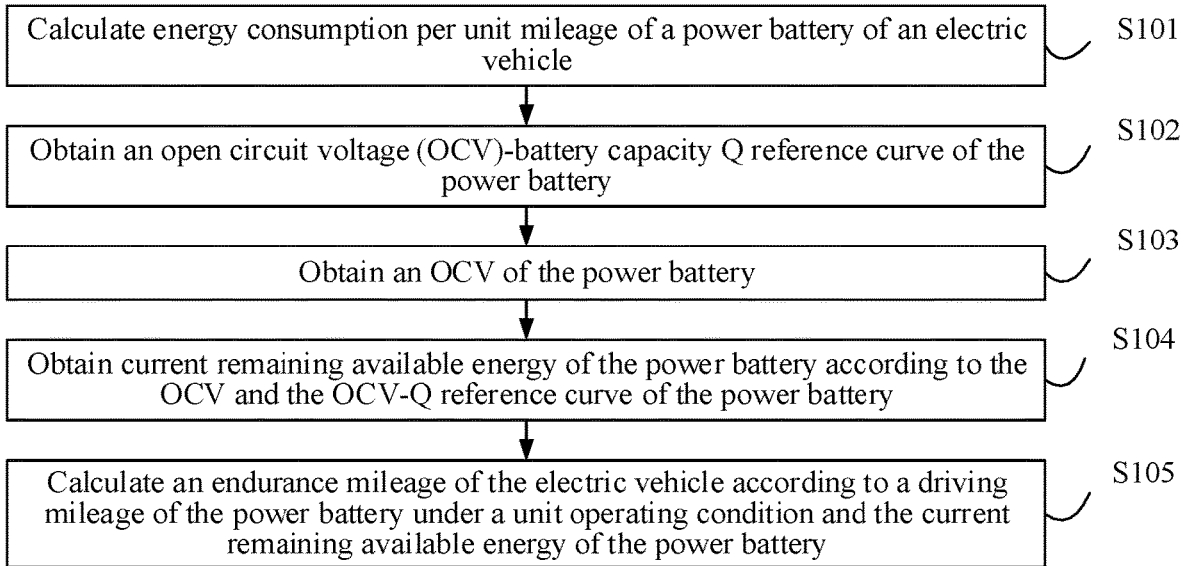 Calculate energy consumption per unit mileage of a power battery of an electric
vehicle
S101
Obtain an open circuit voltage (OCV)-battery capacity Q reference curve of the
power battery
S102
Obtain an OCV of the power battery
S103
Obtain current remaining available energy of the power battery according to the
OCV and the OCV-Q reference curve of the power battery
S104
Calculate an endurance mileage of the electric vehicle according to a driving
mileage of the power battery under a unit operating condition and the current
remaining available energy of the power battery
S105